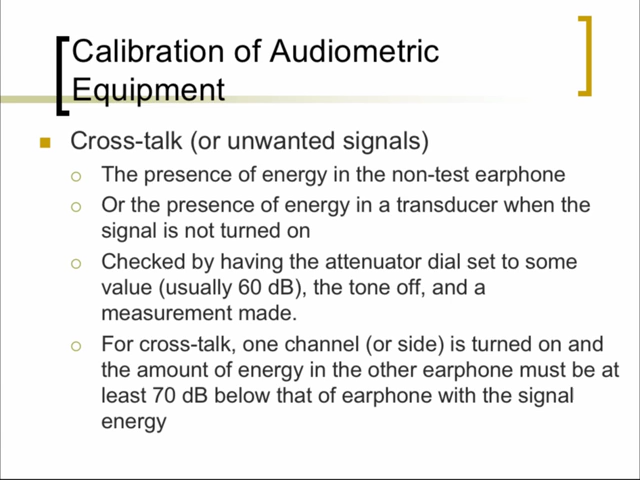 Calibration of Audiometric
Equipment
Cross-talk (or unwanted signals)
The presence of energy in the non-test earphone
Or the presence of energy in a transducer when the
signal is not turned on
Checked by having the attenuator dial set to some
value (usually 60 dB), the tone off, and a
measurement made.
For cross-talk, one channel (or side) is turned on and
the amount of energy in the other earphone must be at
least 70 dB below that of earphone with the signal
energy